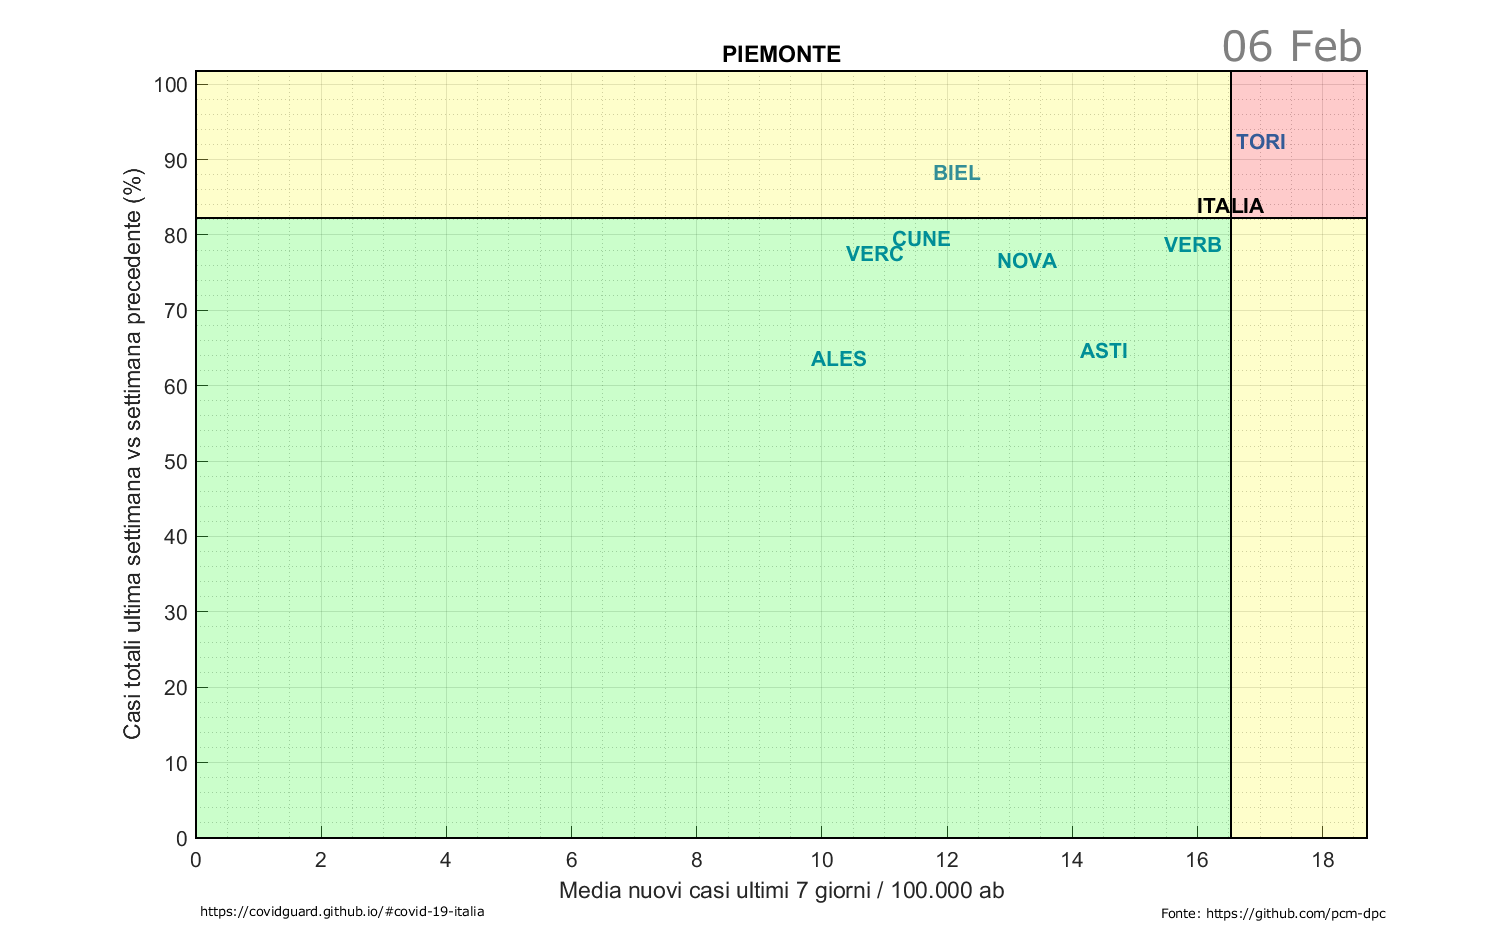 06 Feb
PIEMONTE
100
90
80
70
60
50
40
30
20
10
0
Casi totali ultima settimana vs settimana precedente (%)
TORI
BIEL
ITALIA
CUNE
VERC
NOVA
VERB
ALES
ASTI
0 2 4 6 8 10 12 14 16 18
Media nuovi casi ultimi 7 giorni / 100.000 ab
https://covidguard.github.io/#covid-19-italia
Fonte: https://github.com/pcm-dpc